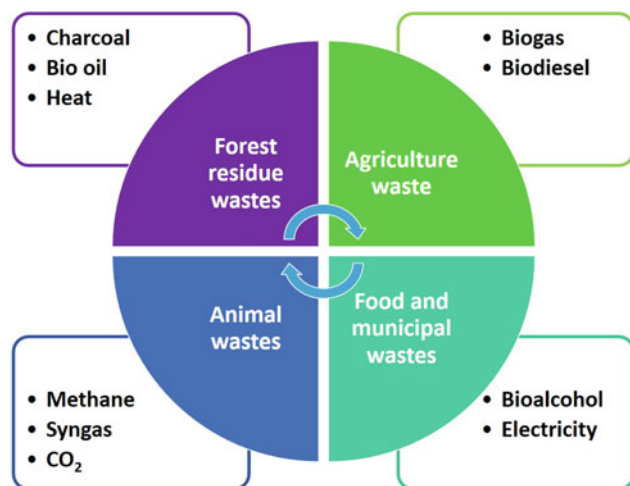 • Charcoal
• Bio oil
• Heat
• Biogas
• Biodiesel
Forest
residue
wastes
Agriculture
waste
Animal
wastes
Food and
municipal
wastes
• Methane
• Syngas
• CO₂
• Bioalcohol
• Electricity